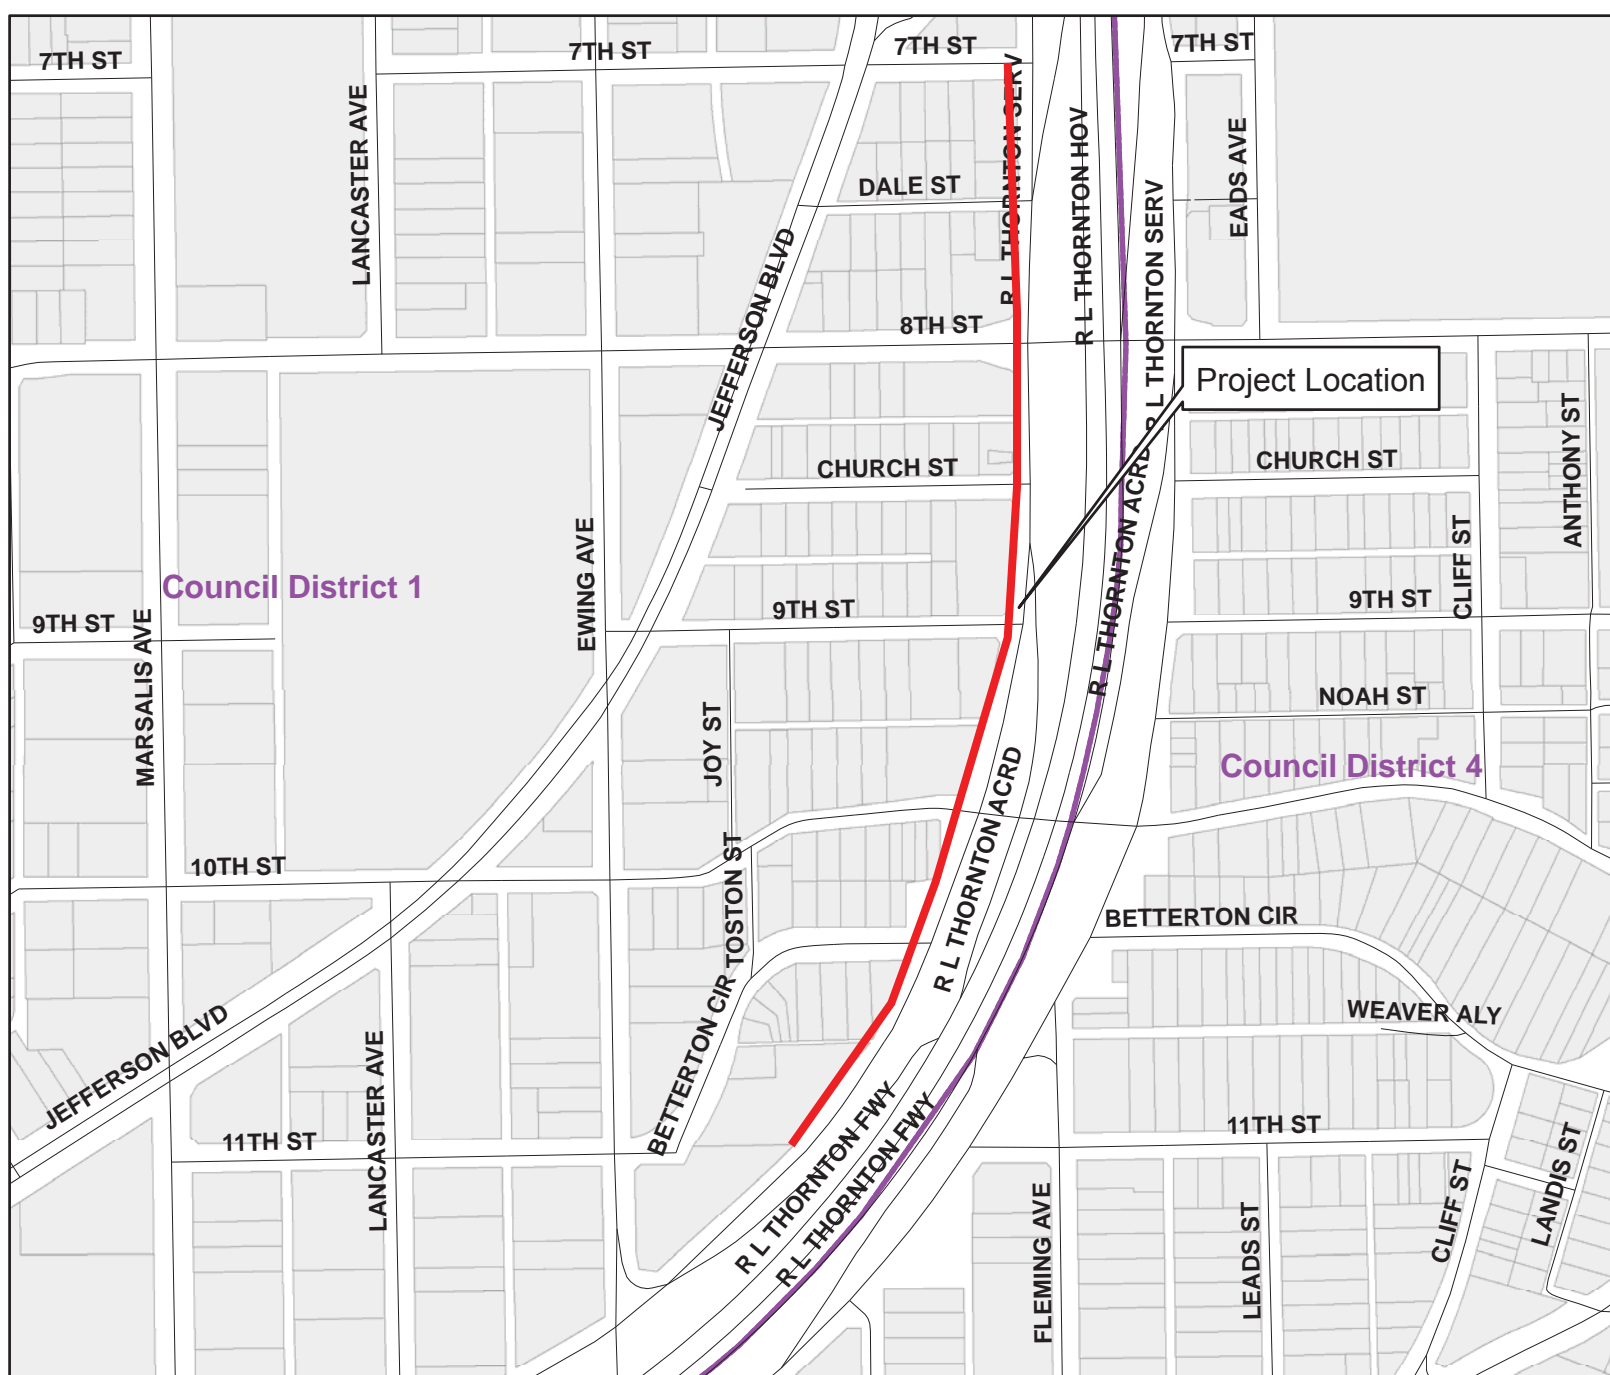 7TH ST
7TH ST
7TH ST
7TH ST
LANCASTER AVE
R L THORNTON SERV
R L THORNTON HOV
EADS AVE
DALE ST
R L THORNTON SERV
JEFFERSON BLVD
8TH ST
Project Location
R L THORNTON ACRD
ANTHONY ST
CHURCH ST
CHURCH ST
EWING AVE
CLIFF ST
Council District 1
9TH ST
9TH ST
9TH ST
MARSALIS AVE
R L THORNTON ACRD
NOAH ST
JOY ST
Council District 4
R L THORNTON ACRD
10TH ST
TOSTON ST
BETTERTON CIR
BETTERTON CIR
WEAVER ALY
JEFFERSON BLVD
LANCASTER AVE
R L THORNTON FWY
R L THORNTON FWY
11TH ST
11TH ST
CLIFF ST
LANDIS ST
FLEMING AVE
LEADS ST